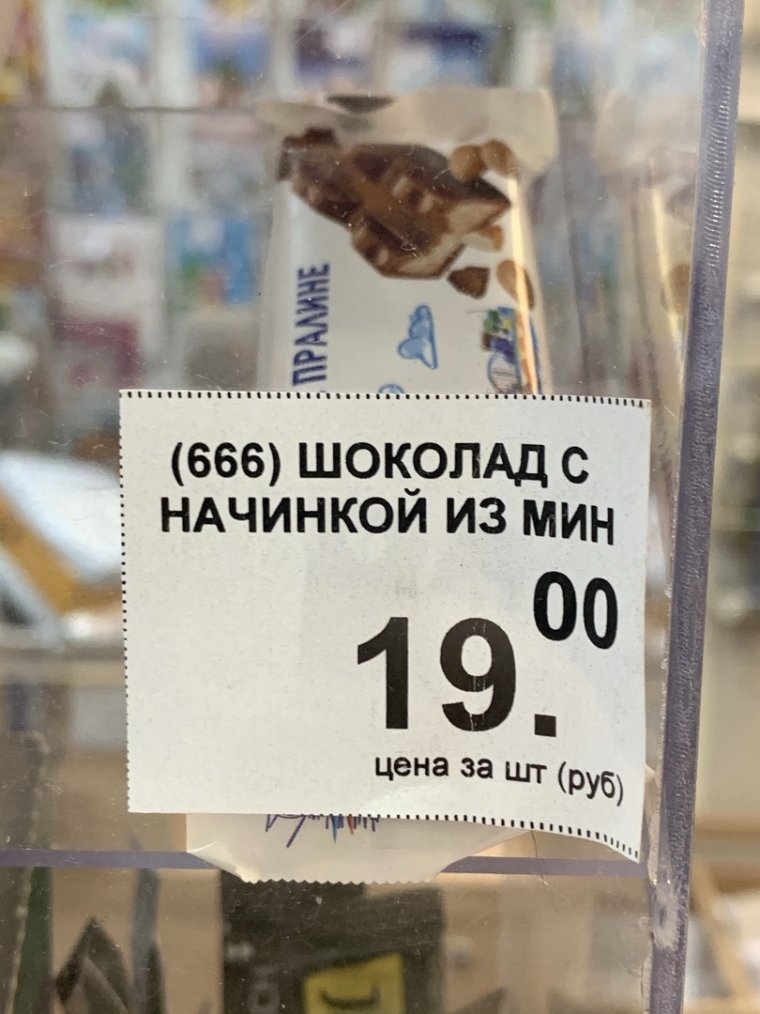 ПРАЛИНЕ
(666) ШОКОЛАД С
НАЧИНКОЙ ИЗ МИН
19.00
цена за шт (руб)